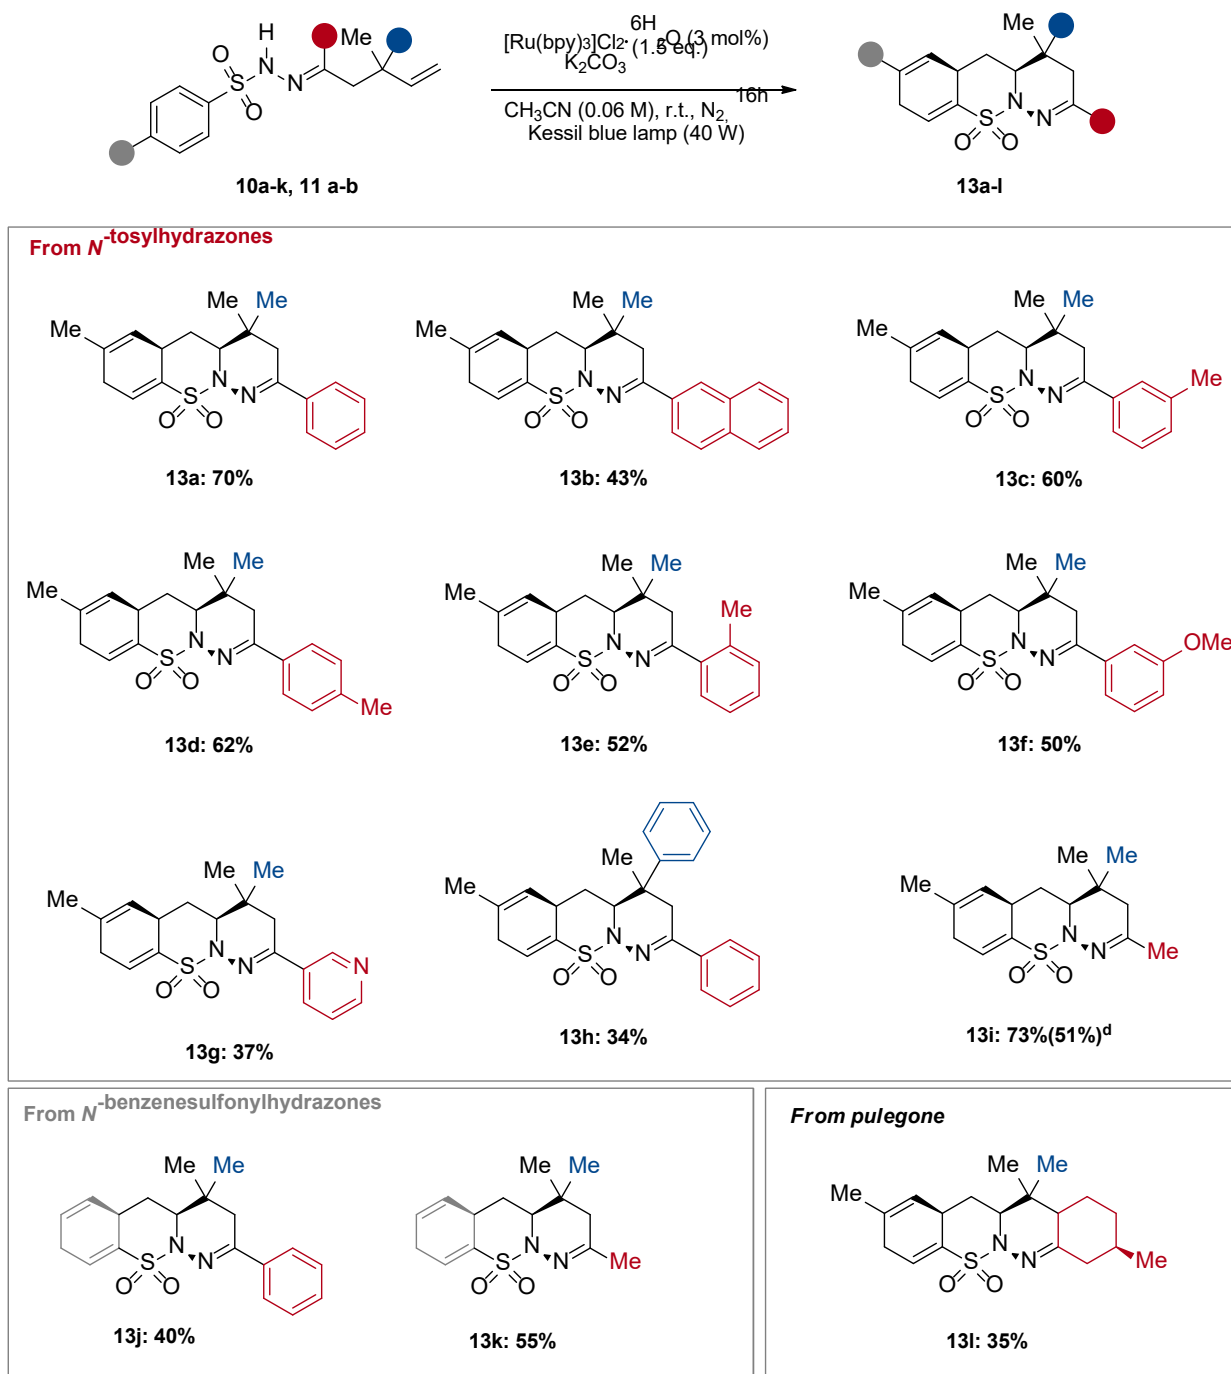 H
N
N
S
O
O
Me
[Ru(bpy)3]Cl2· 6H2O (3 mol%)
K2CO3 (1.5 eq.)
CH3CN (0.06 M), r.t., N2, 16h
Kessil blue lamp (40 W)
Me
N
N
S
O O
10a-k, 11 a-b
13a-l
From N-tosylhydrazones
Me Me
Me
N
N
S
O O
13a: 70%
Me Me
Me
N
N
S
O O
13b: 43%
Me Me
Me
Me
N
N
S
O O
13c: 60%
Me Me
Me
N
N
S
O O
Me
13d: 62%
Me Me
Me
Me
N
N
S
O O
13e: 52%
Me Me
Me
OMe
N
N
S
O O
13f: 50%
Me Me
Me
N
N
N
S
O O
13g: 37%
Me
Me
N
N
S
O O
13h: 34%
Me Me
Me
N
N
Me
S
O O
13i: 73%(51%)d
From N-benzenesulfonylhydrazones
Me Me
N
N
S
O O
13j: 40%
Me Me
N
N
Me
S
O O
13k: 55%
From pulegone
Me Me
Me
N
N
Me
S
O O
13l: 35%